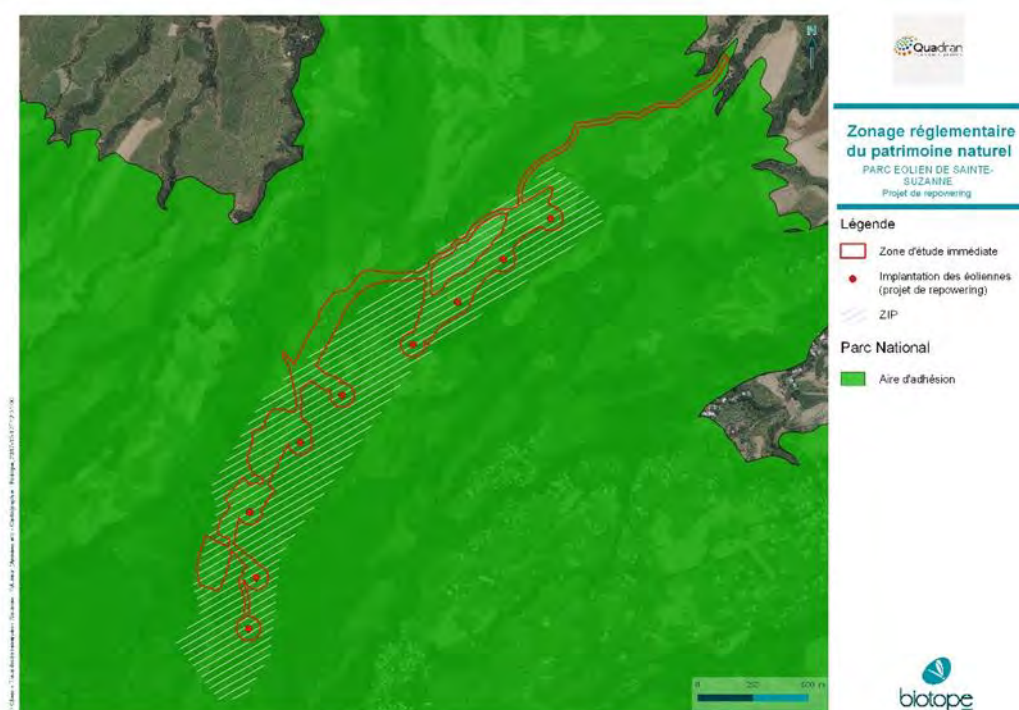 N
Quadran
Zonage réglementaire
du patrimoine naturel
PARC EOLIEN DE SAINTE-
SUZANNE
Projet de repowering
Légende
Zone d'étude immédiate
Implantation des éoliennes
(projet de repowering)
ZIP
Parc National
Aire d'adhésion
0
biotope